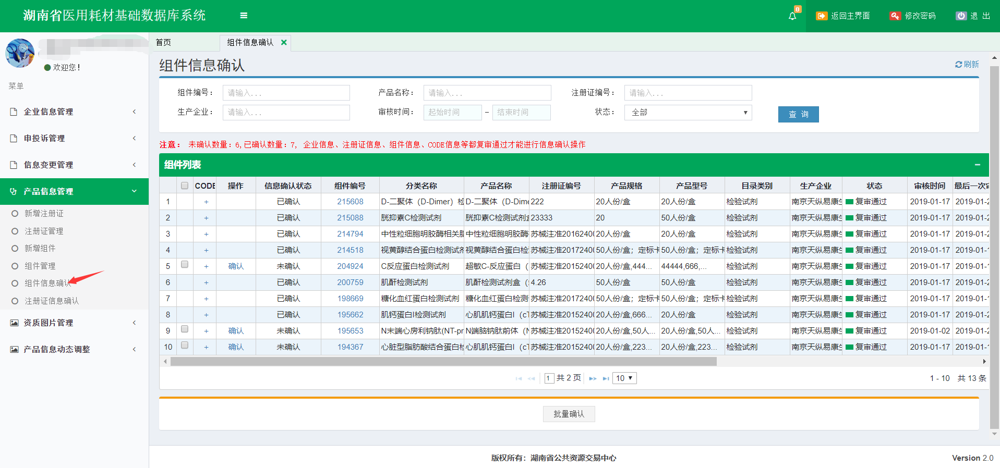 湖南省医用耗材基础数据库系统
0
返回主界面
修改密码
退 出
欢迎您！
菜单
企业信息管理
申投诉管理
信息变更管理
产品信息管理
新增注册证
注册证管理
新增组件
组件管理
组件信息确认
注册证信息确认
资质图片管理
产品信息动态调整
首页
组件信息确认
组件信息确认
刷新
组件编号： 请输入... 产品名称： 请输入... 注册证编号： 请输入...
生产企业： 请输入... 审核时间： 起始时间 - 结束时间 状态： 全部 查 询
注意： 未确认数量：6,已确认数量：7, 企业信息、注册证信息、组件信息、CODE信息等都复审通过才能进行信息确认操作
组件列表
CODE 操作 信息确认状态 组件编号 分类名称 产品名称 注册证编号 产品规格 产品型号 目录类别 生产企业 状态 审核时间 最后一次
1 + 已确认 215608 D-二聚体（D-Dimer）检 D-二聚体（D-Dime 222 20人份/盒 20人份/盒 检验试剂 南京天纵易康生 复审通过 2019-01-17 2019-01-2
2 + 已确认 215088 胱抑素C检测试剂 胱抑素C检测试剂盒 23333 20 50人份/盒 检验试剂 南京天纵易康生 复审通过 2019-01-17 2019-01-2
3 + 已确认 214794 中性粒细胞明胶酶相关脂 中性粒细胞明胶酶 苏械注准20162400 20人份/盒 20人份/盒 检验试剂 南京天纵易康生 复审通过 2019-01-17 2019-01-2
4 + 已确认 214518 视黄醇结合蛋白检测试剂 视黄醇结合蛋白检 苏械注准20172400 50人份/盒；定标卡 50人份/盒；定标卡 检验试剂 南京天纵易康生 复审通过 2019-01-17 2019-01-1
5 + 确认 未确认 204924 C反应蛋白检测试剂 超敏C-反应蛋白（ 苏械注准20152400 20人份/盒,444... 44444,666,... 检验试剂 南京天纵易康生 复审通过 2019-01-17 2019-01-1
6 + 已确认 200759 肌酐检测试剂 肌酐检测试剂盒（ 4.26 50人份/盒 50人份/盒 检验试剂 南京天纵易康生 复审通过 2019-01-17 2019-01-2
7 + 已确认 198669 糖化血红蛋白检测试剂 糖化血红蛋白检测 苏械注准20172400 50人份/盒；定标卡 50人份/盒；定标卡 检验试剂 南京天纵易康生 复审通过 2019-01-17 2019-01-1
8 + 已确认 195662 肌钙蛋白I检测试剂 心肌肌钙蛋白I（cT 苏械注准20152400 20人份/盒,666... 20人份/盒 检验试剂 南京天纵易康生 复审通过 2019-01-17 2019-01-2
9 + 确认 未确认 195653 N末端心房利钠肽(NT-pr N端脑钠肽前体（N 苏械注准20152400 20人份/盒,50人... 20人份/盒,50人... 检验试剂 南京天纵易康生 复审通过 2019-01-02 2019-01-2
10 + 确认 未确认 194367 心脏型脂肪酸结合蛋白检 心肌肌钙蛋白I（cT 苏械注准20152400 20人份/盒,223... 20人份/盒,223... 检验试剂 南京天纵易康生 复审通过 2019-01-17 2019-01-1
1 共 2 页 10
1 - 10 共 13 条
批量确认
版权所有：湖南省公共资源交易中心
Version 2.0